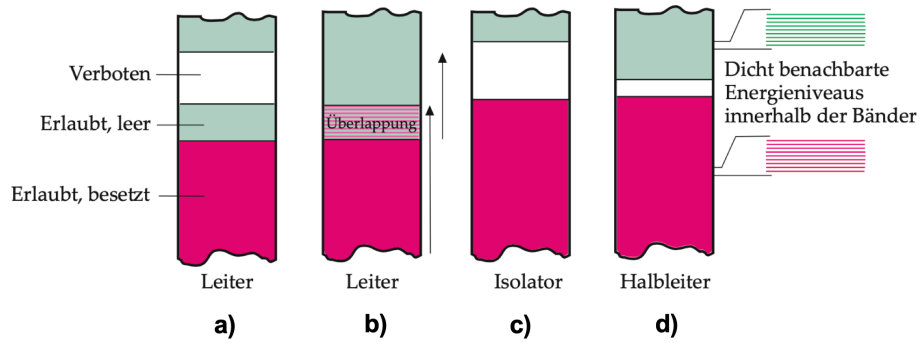 Verboten
Erlaubt, leer
Erlaubt, besetzt
Überlappung
Dicht benachbarte
Energieniveaus
innerhalb der Bänder
Leiter
Leiter
Isolator
Halbleiter
a)
b)
c)
d)